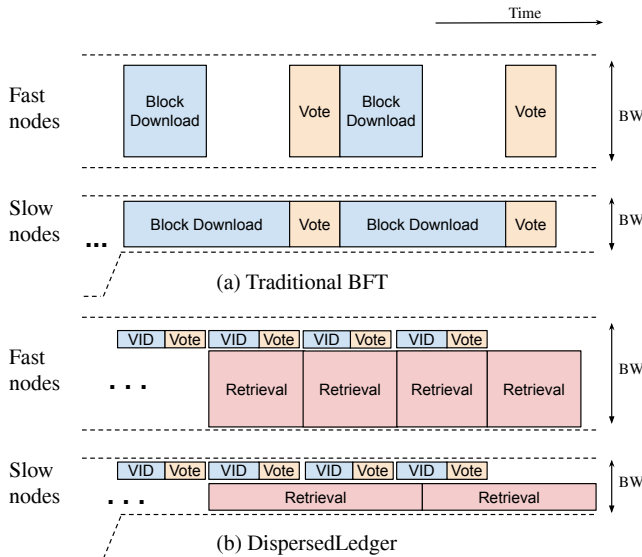 Time
Fast
nodes
Block
Download
Vote
Block
Download
Vote
BW
Slow
nodes
...
Block Download
Vote
Block Download
Vote
BW
(a) Traditional BFT
Fast
nodes
VID Vote VID Vote VID Vote VID Vote
. . .
Retrieval Retrieval Retrieval Retrieval
BW
Slow
nodes
VID Vote VID Vote VID Vote VID Vote
. . .
Retrieval Retrieval
BW
(b) DispersedLedger